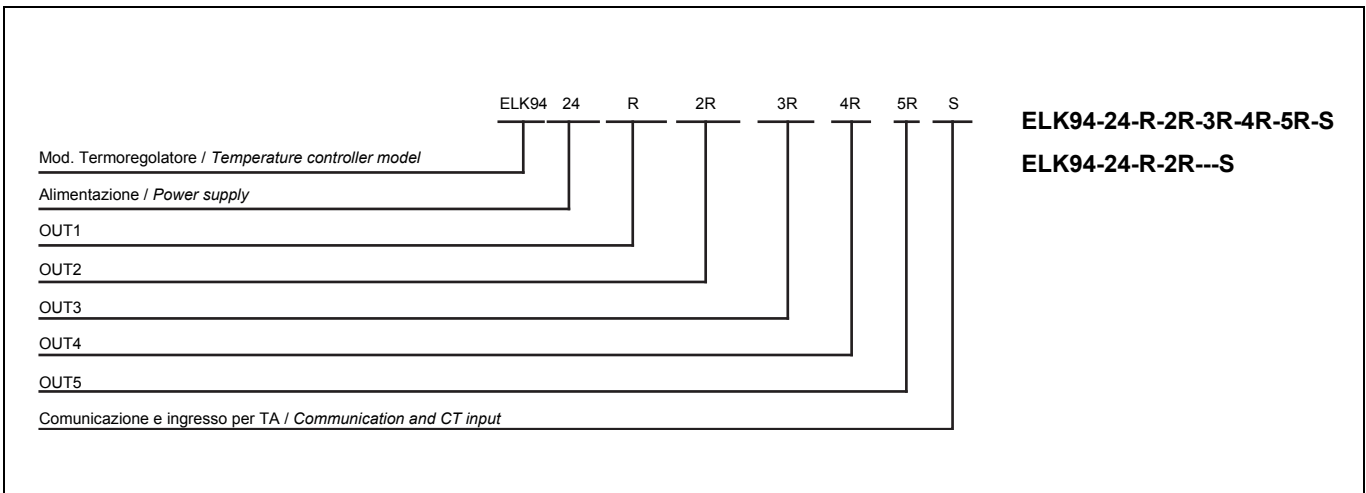 ELK94 24 R 2R 3R 4R 5R S
ELK94-24-R-2R-3R-4R-5R-S
Mod. Termoregolatore / Temperature controller model
ELK94-24-R-2R---S
Alimentazione / Power supply
OUT1
OUT2
OUT3
OUT4
OUT5
Comunicazione e ingresso per TA / Communication and CT input